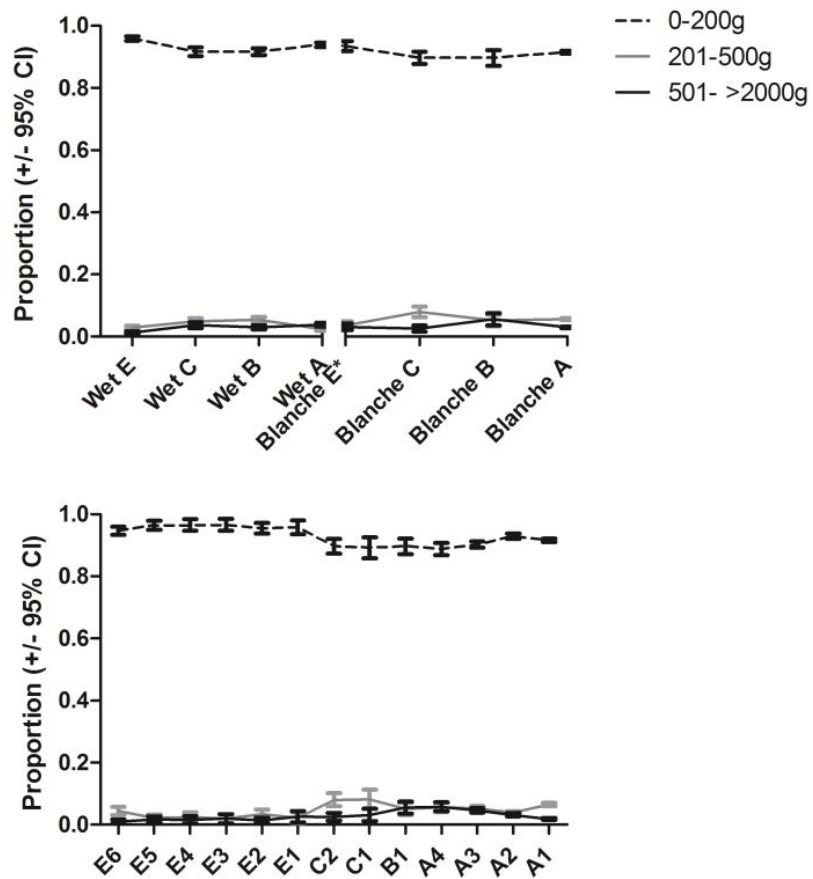 0-200g
201-500g
501- >2000g
Proportion (+/- 95% CI)
1.0
0.8
0.6
0.4
0.2
0.0
Wet E
Wet C
Wet B
Wet A
Blanche E*
Blanche C
Blanche B
Blanche A
Proportion (+/- 95% CI)
1.0
0.8
0.6
0.4
0.2
0.0
E6
E5
E4
E3
E2
E1
C2
C1
B1
A4
A3
A2
A1